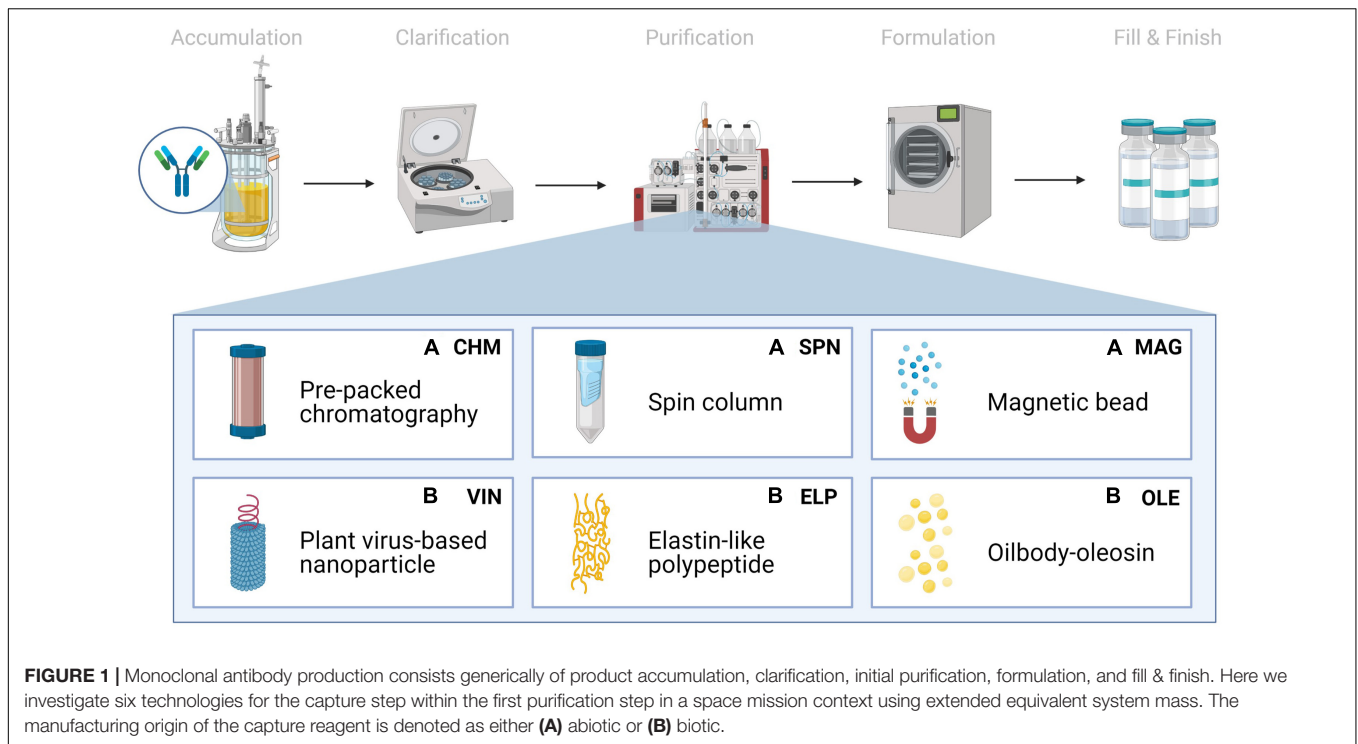 Accumulation Clarification Purification Formulation Fill & Finish
A CHM
Pre-packed
chromatography
A SPN
Spin column
A MAG
Magnetic bead
B VIN
Plant virus-based
nanoparticle
B ELP
Elastin-like
polypeptide
B OLE
Oilbody-oleosin
FIGURE 1 | Monoclonal antibody production consists generically of product accumulation, clarification, initial purification, formulation, and fill & finish. Here we
investigate six technologies for the capture step within the first purification step in a space mission context using extended equivalent system mass. The
manufacturing origin of the capture reagent is denoted as either (A) abiotic or (B) biotic.